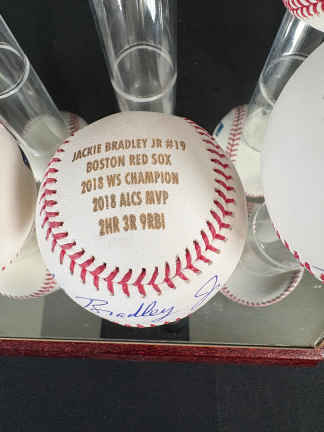 JACKIE BRADLEY JR #19
BOSTON RED SOX
2018 WS CHAMPION
2018 ALCS MVP
2HR 3R 9RBI
Bradley Jr